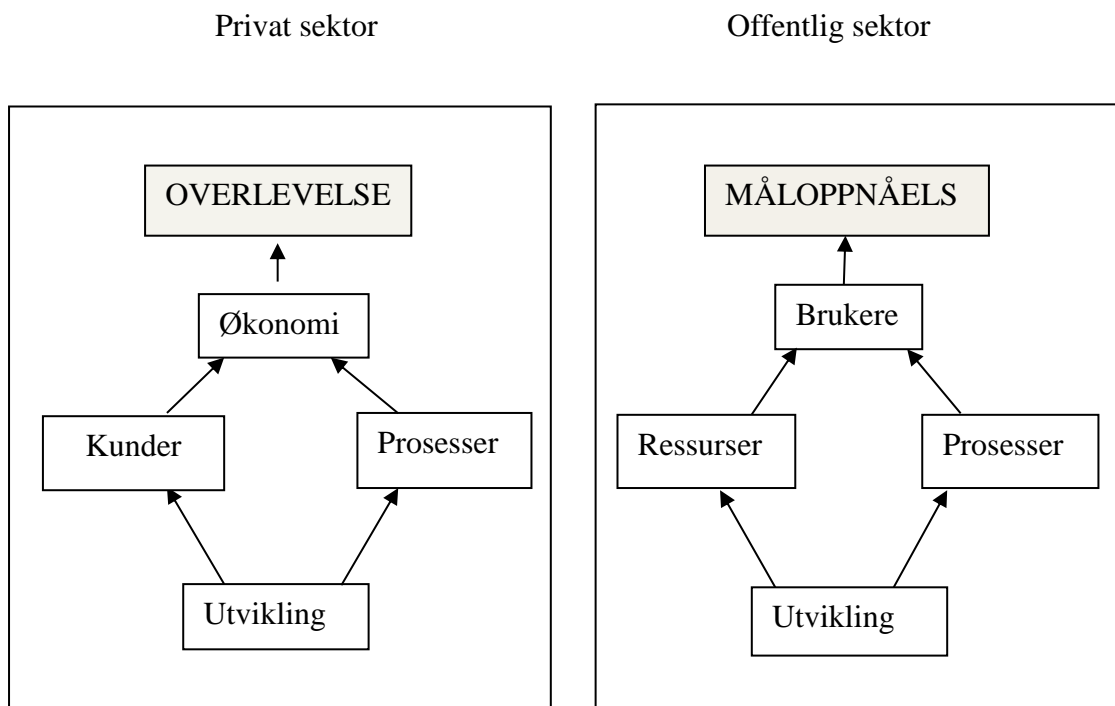 Privat sektor
Offentlig sektor
OVERLEVELSE
Økonomi
Kunder
Prosesser
Utvikling
MÅLOPPNÅELS
Brukere
Ressurser
Prosesser
Utvikling